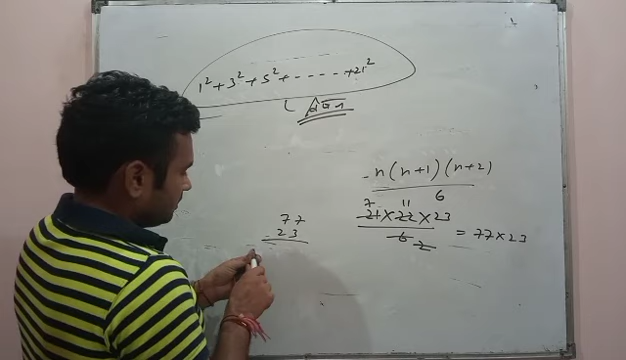 1² + 3² + 5² + - - - - - + 21²
n(n+1)(n+2)
6
7 11
21 × 22 × 23
6 2
= 77 × 23
77
23